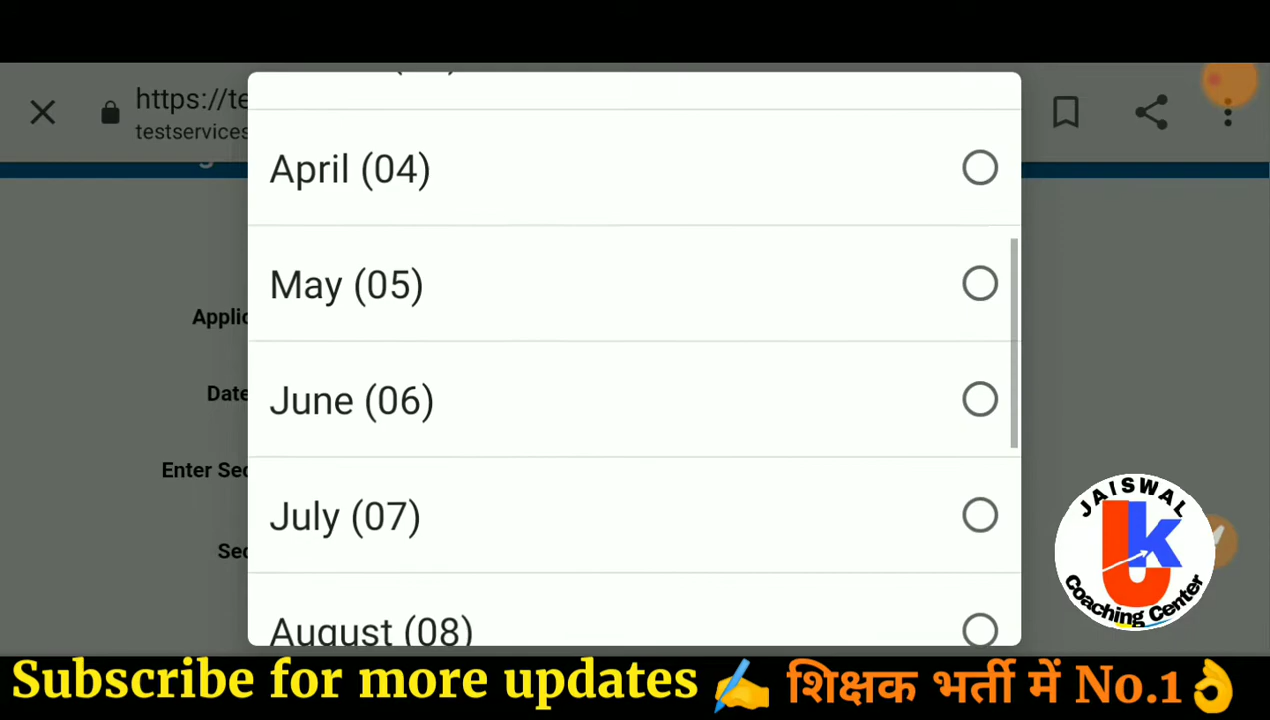 https://te
testservices
April (04)
May (05)
Applic
June (06)
Date
Enter Sec
July (07)
Sec
August (08)
JAISWAL
UK
Coaching Center
Subscribe for more updates ✍ शिक्षक भर्ती में No.1👌